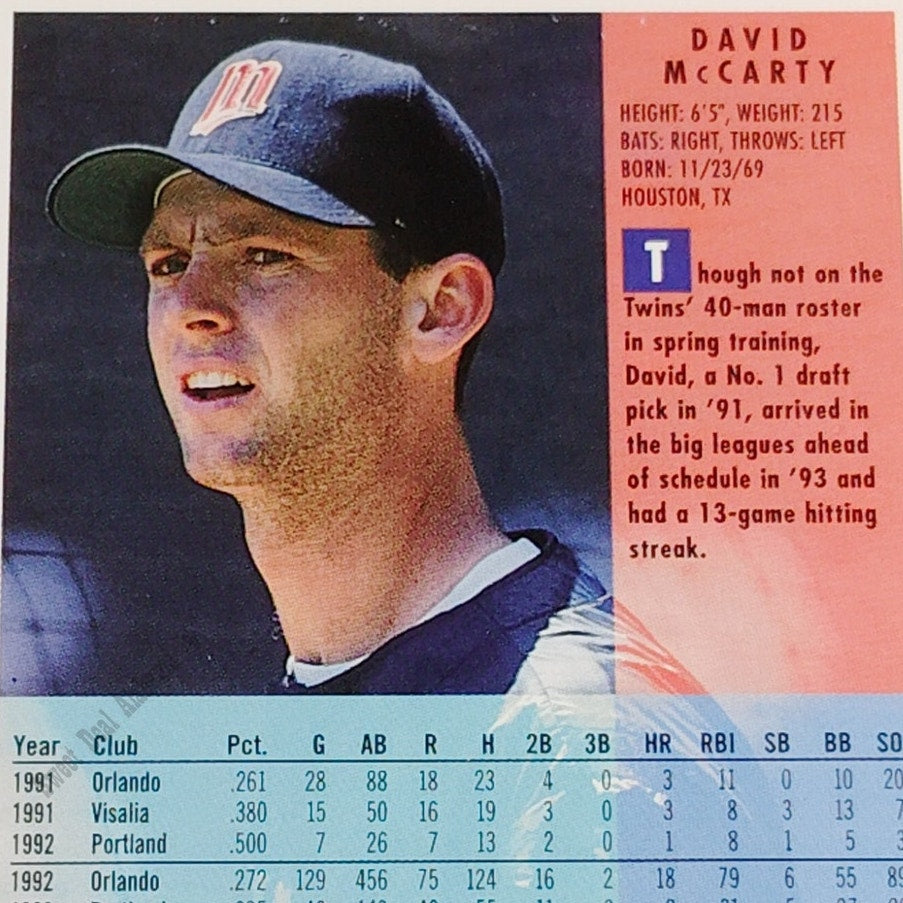 m
DAVID
McCARTY
HEIGHT: 6'5", WEIGHT: 215
BATS: RIGHT, THROWS: LEFT
BORN: 11/23/69
HOUSTON, TX
Though not on the
Twins' 40-man roster
in spring training,
David, a No. 1 draft
pick in '91, arrived in
the big leagues ahead
of schedule in '93 and
had a 13-game hitting
streak.
Year Club Pct. G AB R H 2B 3B HR RBI SB BB SO
1991 Orlando .261 28 88 18 23 4 0 3 11 0 10 20
1991 Visalia .380 15 50 16 19 3 0 3 8 3 13 7
1992 Portland .500 7 26 7 13 2 0 1 8 1 5 3
1992 Orlando .272 129 456 75 124 16 2 18 79 6 55 89